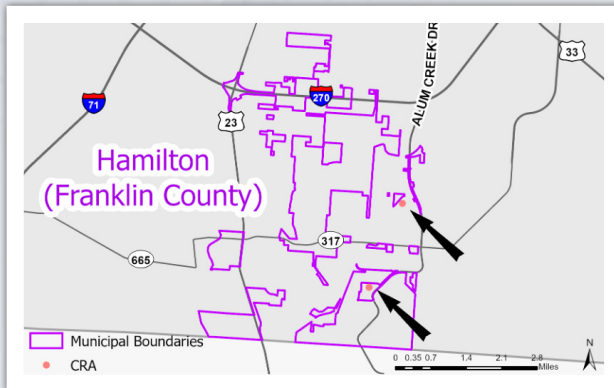 33
ALUM CREEK DR
71
270
23
Hamilton
(Franklin County)
317
665
Municipal Boundaries
CRA
N
0 0.35 0.7 1.4 2.1 2.8
Miles